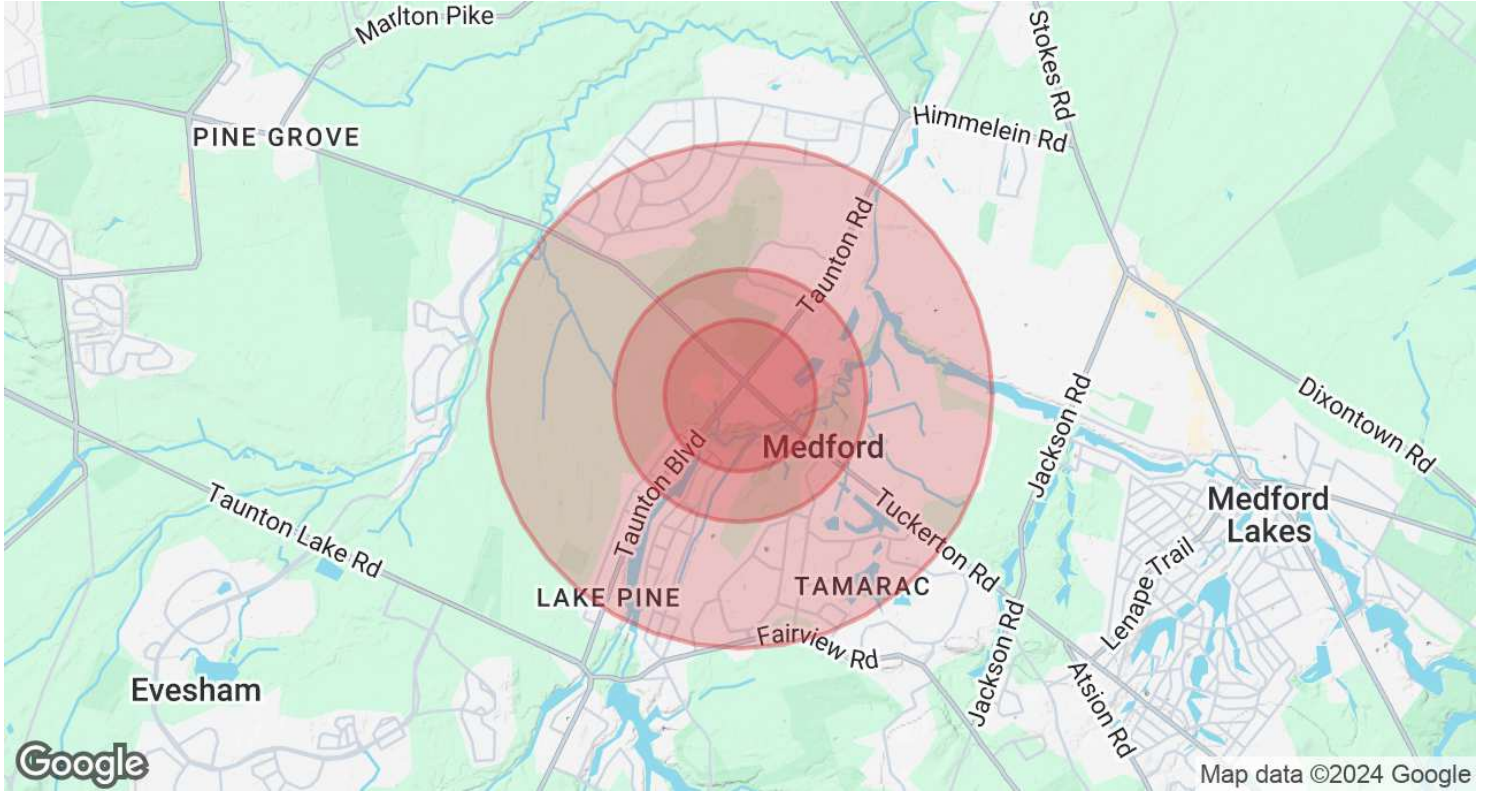 Marlton Pike
Stokes Rd
Himmelein Rd
PINE GROVE
Taunton Rd
Jackson Rd
Dixontown Rd
Medford
Taunton Blvd
Tuckerton Rd
Taunton Lake Rd
Medford
Lakes
Lenape Trail
TAMARAC
LAKE PINE
Fairview Rd
Jackson Rd
Atsion Rd
Evesham
Google
Map data ©2024 Google